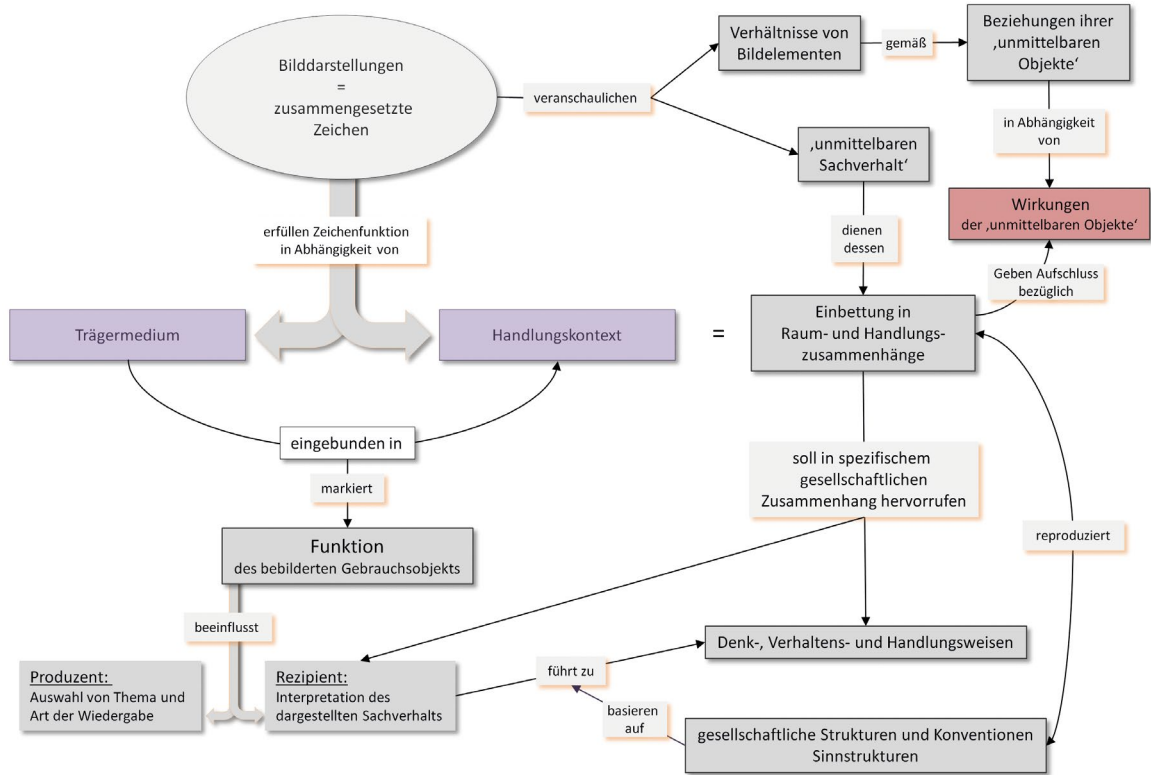 Bilddarstellungen
=
zusammengesetzte
Zeichen
veranschaulichen
Verhältnisse von
Bildelementen
gemäß
Beziehungen ihrer
‚unmittelbaren
Objekte‘
in Abhängigkeit
von
‚unmittelbaren
Sachverhalt‘
Wirkungen
der ‚unmittelbaren Objekte‘
dienen
dessen
Geben Aufschluss
bezüglich
erfüllen Zeichenfunktion
in Abhängigkeit von
Trägermedium
Handlungskontext
=
Einbettung in
Raum- und Handlungs-
zusammenhänge
eingebunden in
markiert
soll in spezifischem
gesellschaftlichen
Zusammenhang hervorrufen
reproduziert
Funktion
des bebilderten Gebrauchsobjekts
beeinflusst
Produzent:
Auswahl von Thema und
Art der Wiedergabe
Rezipient:
Interpretation des
dargestellten Sachverhalts
führt zu
Denk-, Verhaltens- und Handlungsweisen
basieren
auf
gesellschaftliche Strukturen und Konventionen
Sinnstrukturen